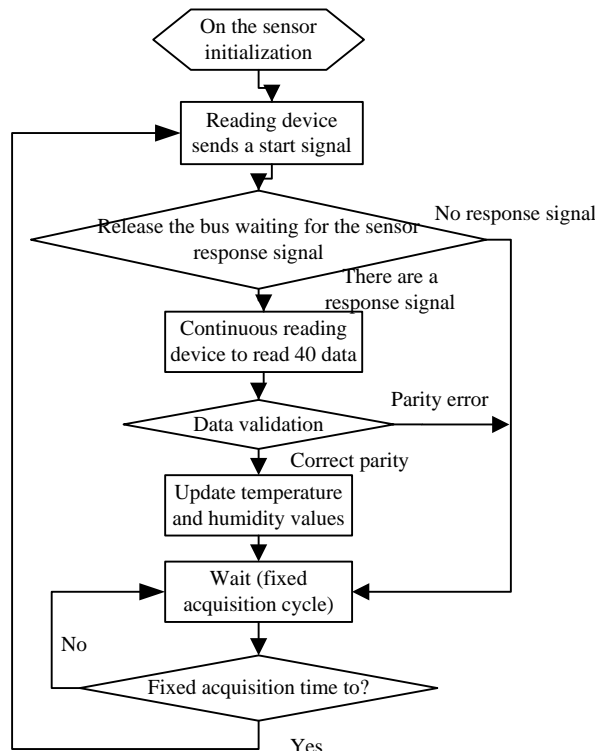 On the sensor
initialization
Reading device
sends a start signal
Release the bus waiting for the sensor
response signal
No response signal
There are a
response signal
Continuous reading
device to read 40 data
Data validation
Parity error
Correct parity
Update temperature
and humidity values
Wait (fixed
acquisition cycle)
No
Fixed acquisition time to?
Yes